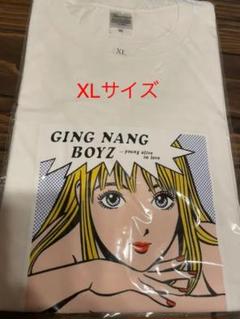 XL
XLサイズ
GING NANG
BOYZ
young alive
in love